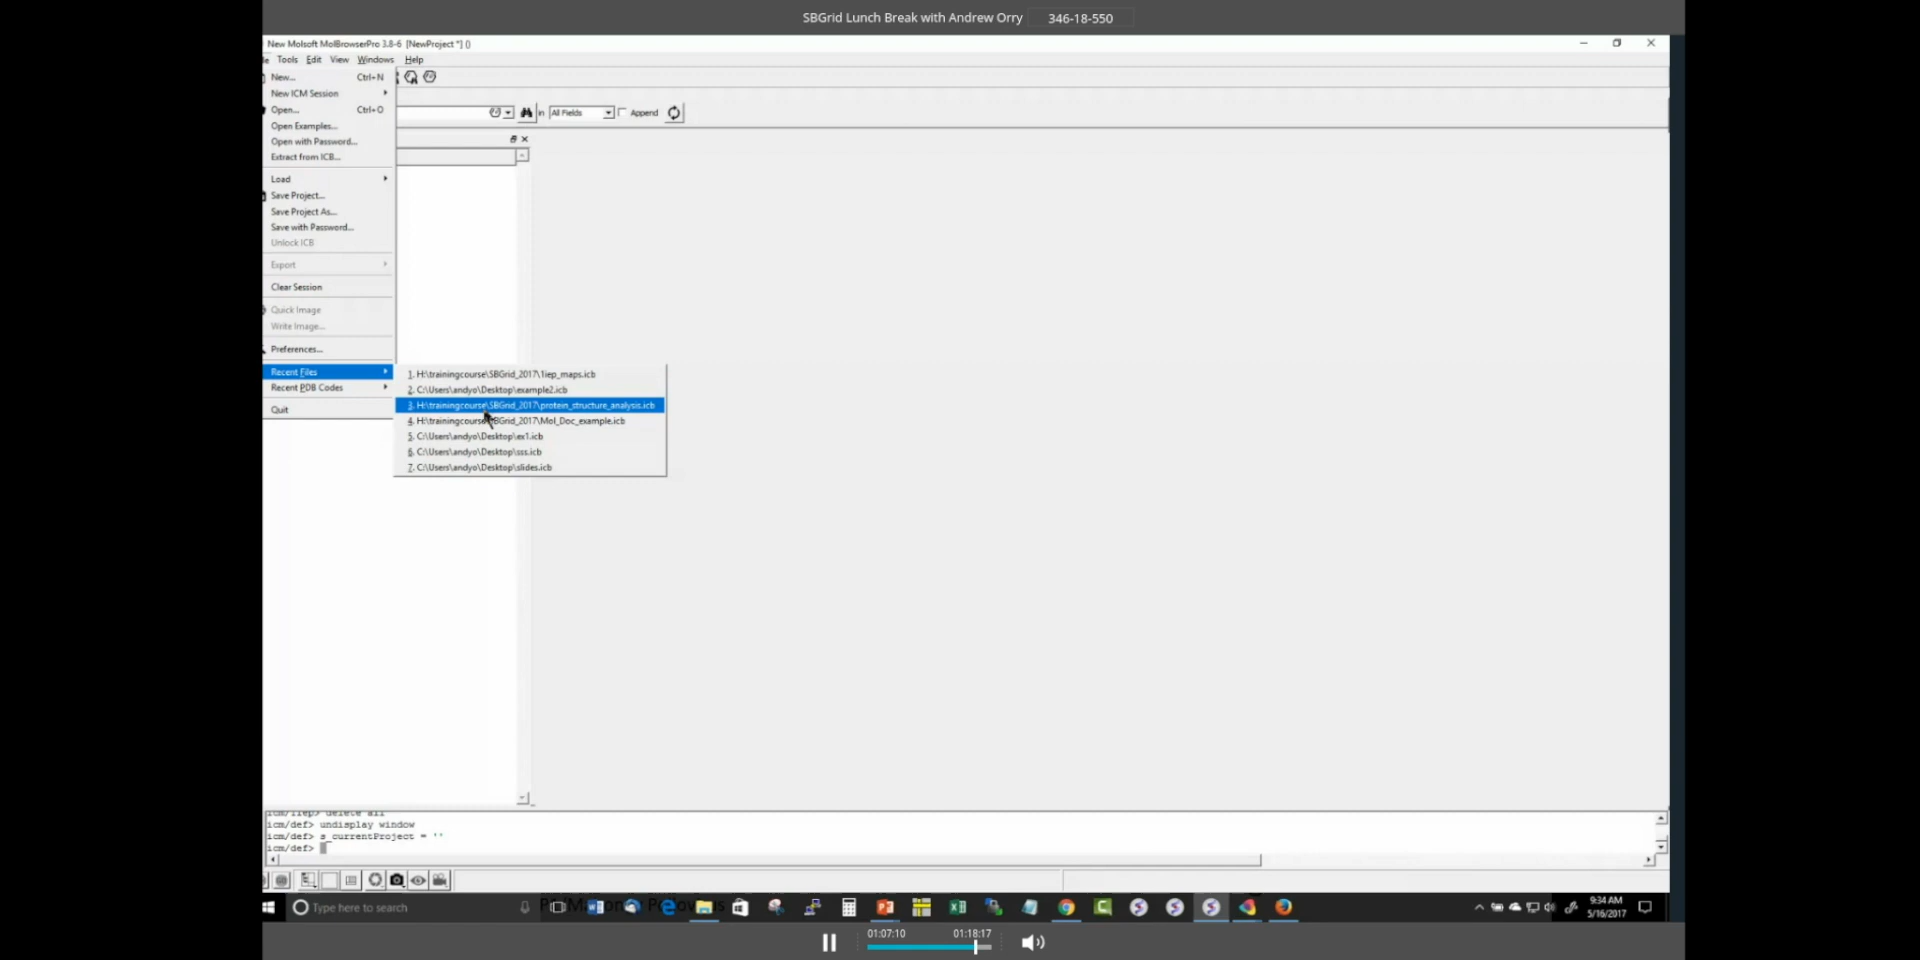 SBGrid Lunch Break with Andrew Orry 346-18-550
New Molsoft MolBrowserPro 3.8-6 [NewProject *] ()
Tools Edit View Windows Help
New... Ctrl+N
New ICM Session
Open... Ctrl+O
in All Fields Append
Open Examples...
Open with Password...
Extract from ICB...
Load
Save Project...
Save Project As...
Save with Password...
Unlock ICB
Export
Clear Session
Quick Image
Write Image...
Preferences...
Recent Files
Recent PDB Codes
Quit
1. H:\trainingcourse\SBGrid_2017\1iep_maps.icb
2. C:\Users\andyo\Desktop\example2.icb
3. H:\trainingcourse\SBGrid_2017\protein_structure_analysis.icb
4. H:\trainingcourse\SBGrid_2017\Mol_Doc_example.icb
5. C:\Users\andyo\Desktop\ex1.icb
6. C:\Users\andyo\Desktop\sss.icb
7. C:\Users\andyo\Desktop\slides.icb
icm/1iep> delete all
icm/def> undisplay window
icm/def> s_currentProject = ''
icm/def>
Type here to search
9:34 AM
5/16/2017
01:07:10 01:18:17